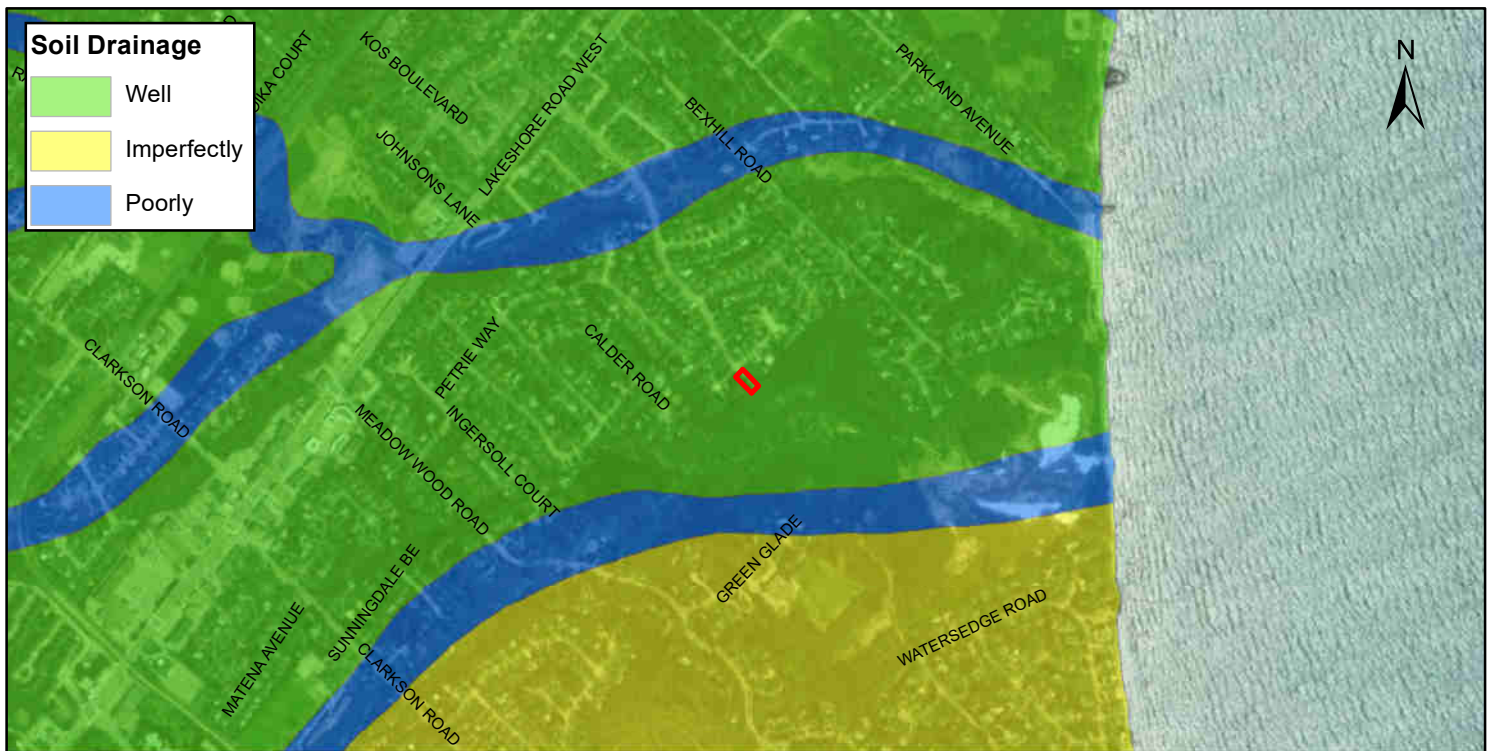 Soil Drainage
Well
Imperfectly
Poorly
N
KOS BOULEVARD
LAKESHORE ROAD WEST
PARKLAND AVENUE
BEXHILL ROAD
JOHNSONS LANE
CLARKSON ROAD
PETRIE WAY
CALDER ROAD
MEADOW WOOD ROAD
INGERSOLL COURT
GREEN GLADE
SUNNINGDALE BE
MATENA AVENUE
CLARKSON ROAD
WATERSEDGE ROAD
COURT